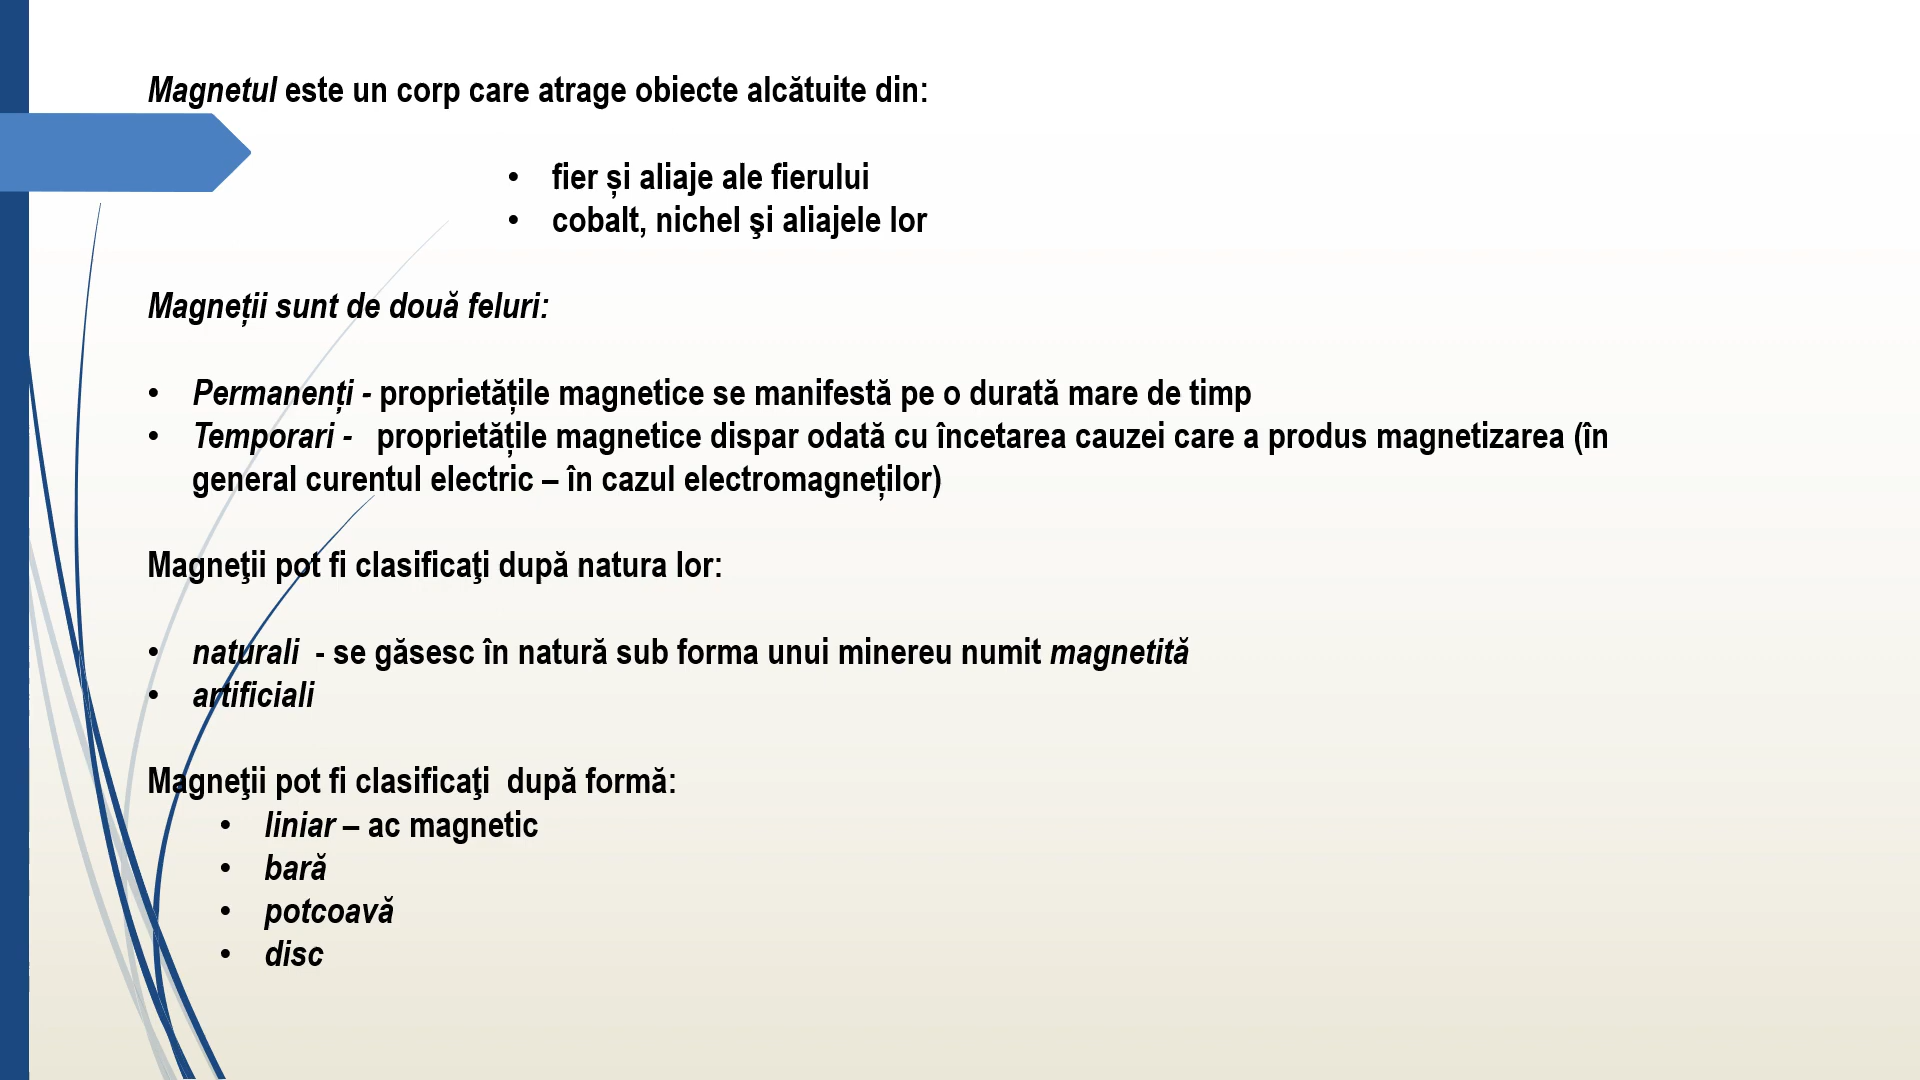 Magnetul este un corp care atrage obiecte alcătuite din:
• fier și aliaje ale fierului
• cobalt, nichel şi aliajele lor
Magneții sunt de două feluri:
• Permanenți - proprietățile magnetice se manifestă pe o durată mare de timp
• Temporari - proprietățile magnetice dispar odată cu încetarea cauzei care a produs magnetizarea (în
general curentul electric – în cazul electromagneților)
Magneţii pot fi clasificaţi după natura lor:
• naturali - se găsesc în natură sub forma unui minereu numit magnetită
• artificiali
Magneţii pot fi clasificaţi după formă:
• liniar – ac magnetic
• bară
• potcoavă
• disc